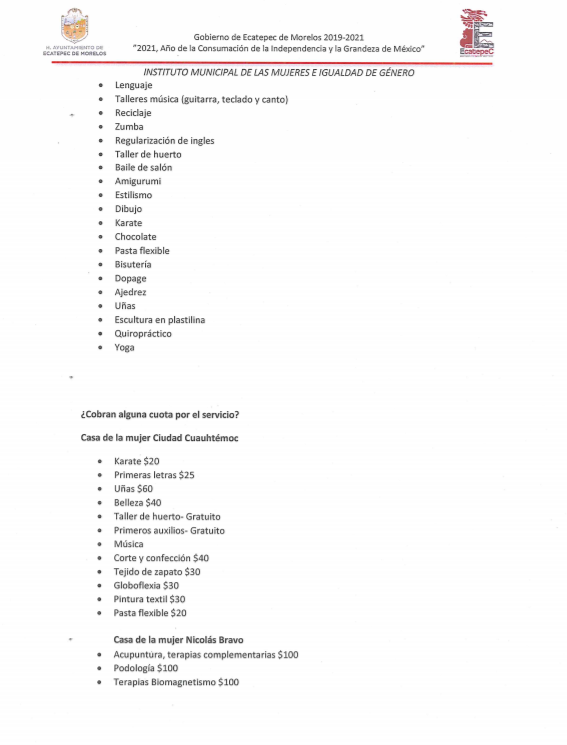 Gobierno de Ecatepec de Morelos 2019-2021
"2021, Año de la Consumación de la Independencia y la Grandeza de México"
H. AYUNTAMIENTO DE
ECATEPEC DE MORELOS
Ecatepec
INSTITUTO MUNICIPAL DE LAS MUJERES E IGUALDAD DE GÉNERO
• Lenguaje
• Talleres música (guitarra, teclado y canto)
• Reciclaje
• Zumba
• Regularización de ingles
• Taller de huerto
• Baile de salón
• Amigurumi
• Estilismo
• Dibujo
• Karate
• Chocolate
• Pasta flexible
• Bisutería
• Dopage
• Ajedrez
• Uñas
• Escultura en plastilina
• Quiropráctico
• Yoga
¿Cobran alguna cuota por el servicio?
Casa de la mujer Ciudad Cuauhtémoc
• Karate $20
• Primeras letras $25
• Uñas $60
• Belleza $40
• Taller de huerto- Gratuito
• Primeros auxilios- Gratuito
• Música
• Corte y confección $40
• Tejido de zapato $30
• Globoflexia $30
• Pintura textil $30
• Pasta flexible $20
Casa de la mujer Nicolás Bravo
• Acupuntura, terapias complementarias $100
• Podología $100
• Terapias Biomagnetismo $100